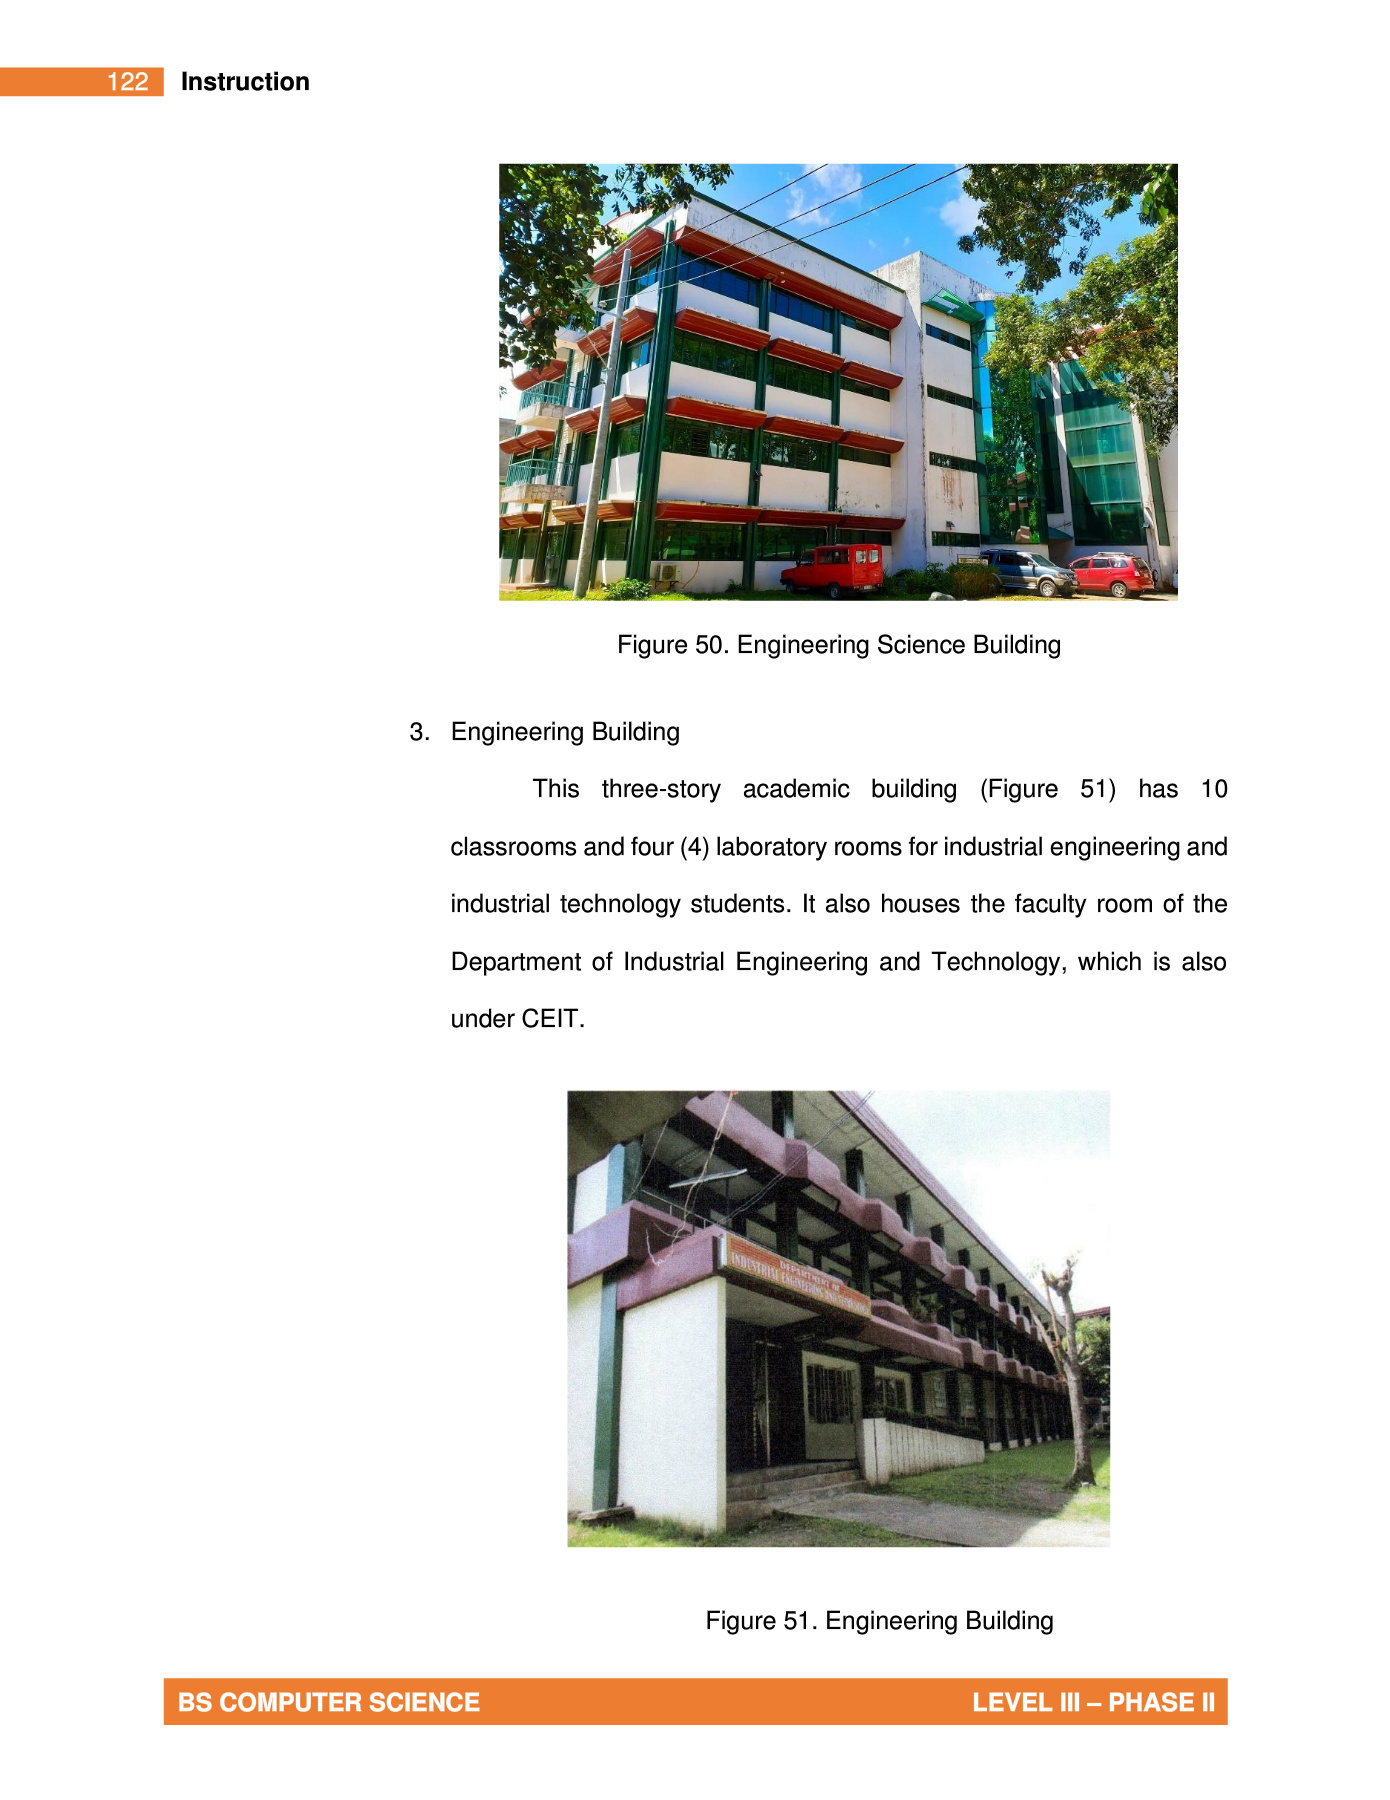 122 Instruction
Figure 50. Engineering Science Building
3. Engineering Building
This three-story academic building (Figure 51) has 10
classrooms and four (4) laboratory rooms for industrial engineering and
industrial technology students. It also houses the faculty room of the
Department of Industrial Engineering and Technology, which is also
under CEIT.
DEPARTMENT OF
INDUSTRIAL ENGINEERING AND TECHNOLOGY
Figure 51. Engineering Building
BS COMPUTER SCIENCE LEVEL III – PHASE II